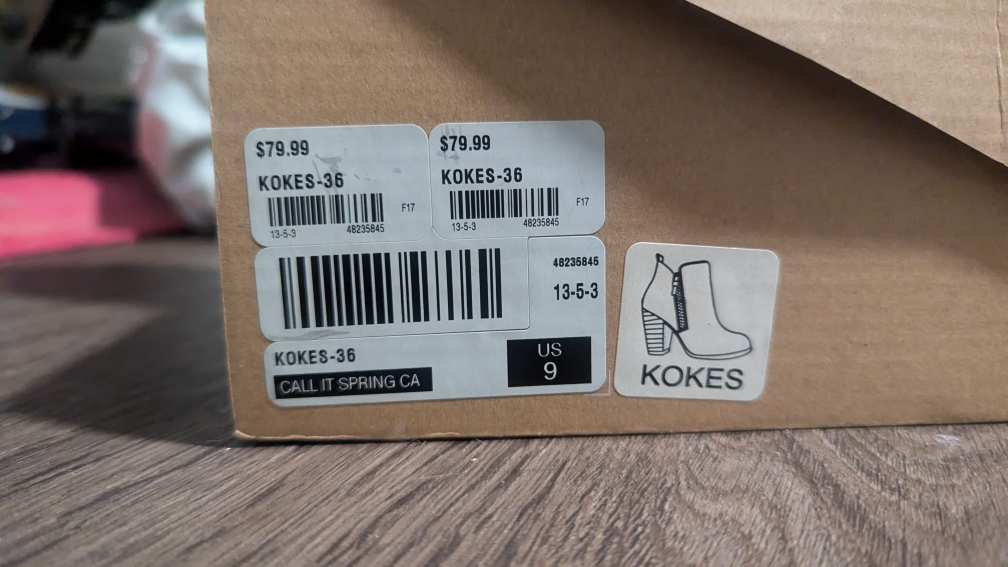 $79.99
KOKES-36
F17
13-5-3 48235845
$79.99
KOKES-36
F17
13-5-3 48235845
48235845
13-5-3
KOKES-36
CALL IT SPRING CA
US
9
KOKES